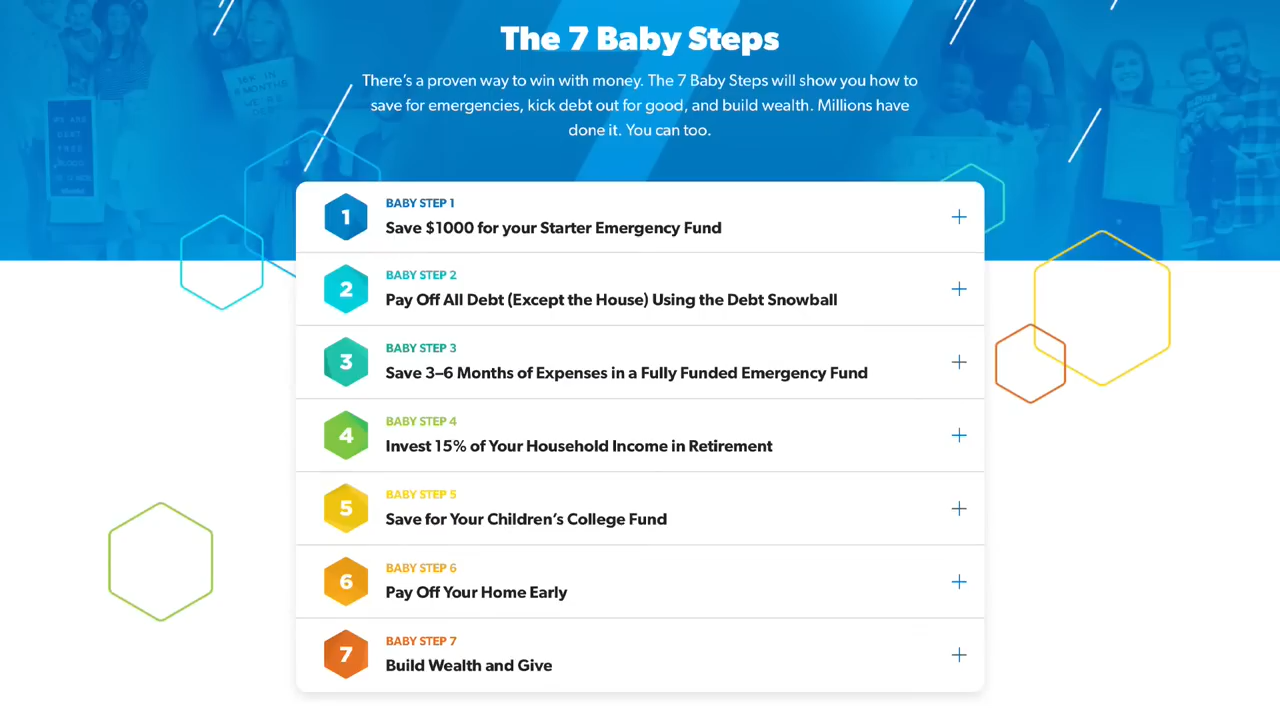 The 7 Baby Steps
There's a proven way to win with money. The 7 Baby Steps will show you how to
save for emergencies, kick debt out for good, and build wealth. Millions have
done it. You can too.
1
BABY STEP 1
Save $1000 for your Starter Emergency Fund
2
BABY STEP 2
Pay Off All Debt (Except the House) Using the Debt Snowball
3
BABY STEP 3
Save 3–6 Months of Expenses in a Fully Funded Emergency Fund
4
BABY STEP 4
Invest 15% of Your Household Income in Retirement
5
BABY STEP 5
Save for Your Children's College Fund
6
BABY STEP 6
Pay Off Your Home Early
7
BABY STEP 7
Build Wealth and Give
WE ARE
DEBT
FREE